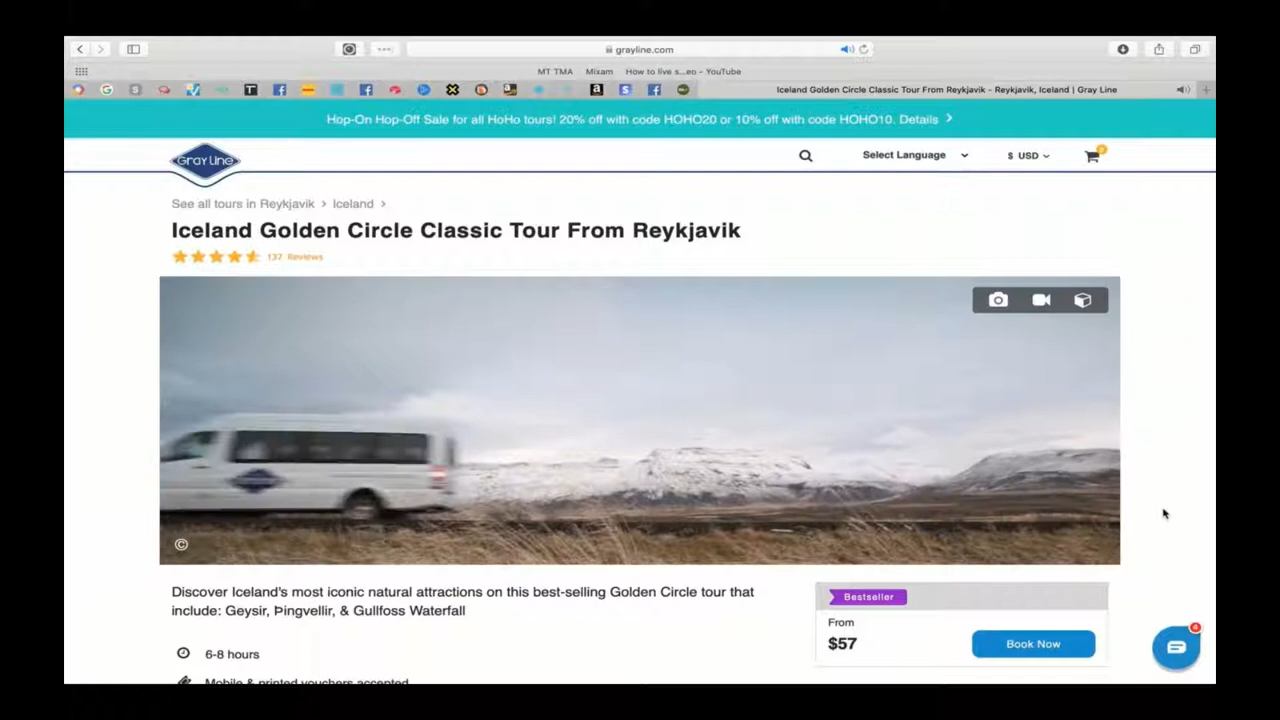 grayline.com
MT TMA Mixam How to live s...eo - YouTube
Iceland Golden Circle Classic Tour From Reykjavik - Reykjavik, Iceland | Gray Line
Hop-On Hop-Off Sale for all HoHo tours! 20% off with code HOHO20 or 10% off with code HOHO10. Details
Gray Line
Select Language
$ USD
See all tours in Reykjavik > Iceland >
Iceland Golden Circle Classic Tour From Reykjavik
137 Reviews
©
Discover Iceland's most iconic natural attractions on this best-selling Golden Circle tour that
include: Geysir, Þingvellir, & Gullfoss Waterfall
Bestseller
From
$57
Book Now
4
6-8 hours
Mobile & printed vouchers accepted